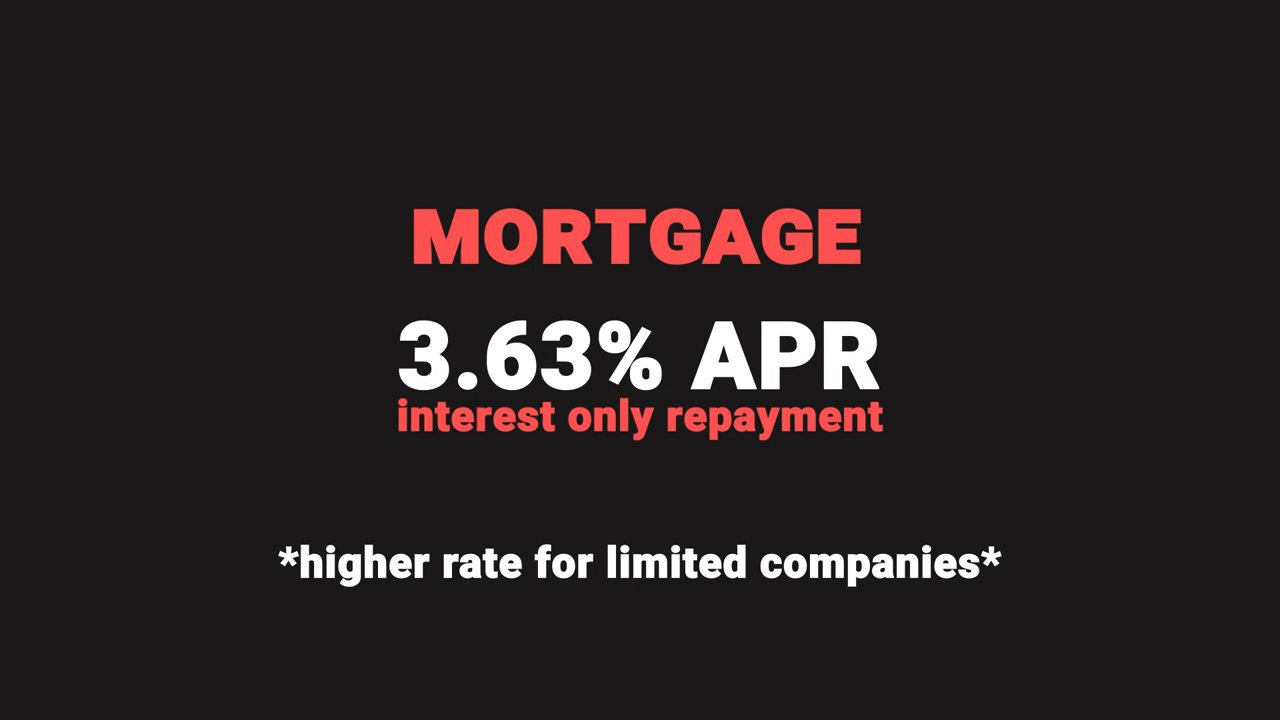 MORTGAGE
3.63% APR
interest only repayment
*higher rate for limited companies*